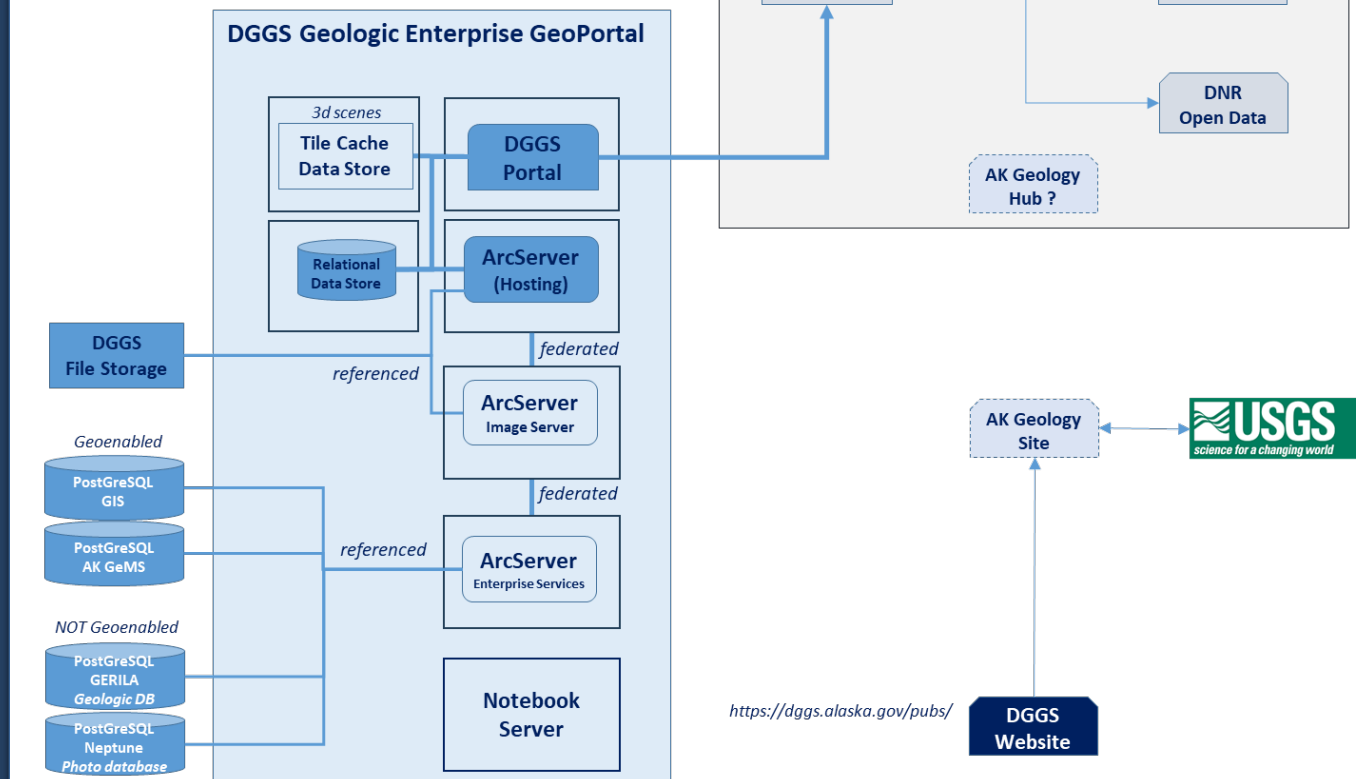 DGGS Geologic Enterprise GeoPortal
3d scenes
Tile Cache
Data Store
DGGS
Portal
Relational
Data Store
ArcServer
(Hosting)
DGGS
File Storage
referenced
federated
ArcServer
Image Server
federated
Geoenabled
PostGreSQL
GIS
PostGreSQL
AK GeMS
referenced
ArcServer
Enterprise Services
NOT Geoenabled
PostGreSQL
GERILA
Geologic DB
PostGreSQL
Neptune
Photo database
Notebook
Server
DNR
Open Data
AK Geology
Hub ?
AK Geology
Site
USGS
science for a changing world
https://dggs.alaska.gov/pubs/
DGGS
Website